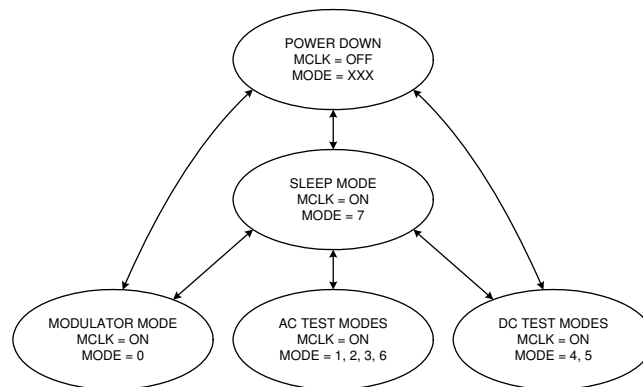 POWER DOWN
MCLK = OFF
MODE = XXX
SLEEP MODE
MCLK = ON
MODE = 7
MODULATOR MODE
MCLK = ON
MODE = 0
AC TEST MODES
MCLK = ON
MODE = 1, 2, 3, 6
DC TEST MODES
MCLK = ON
MODE = 4, 5